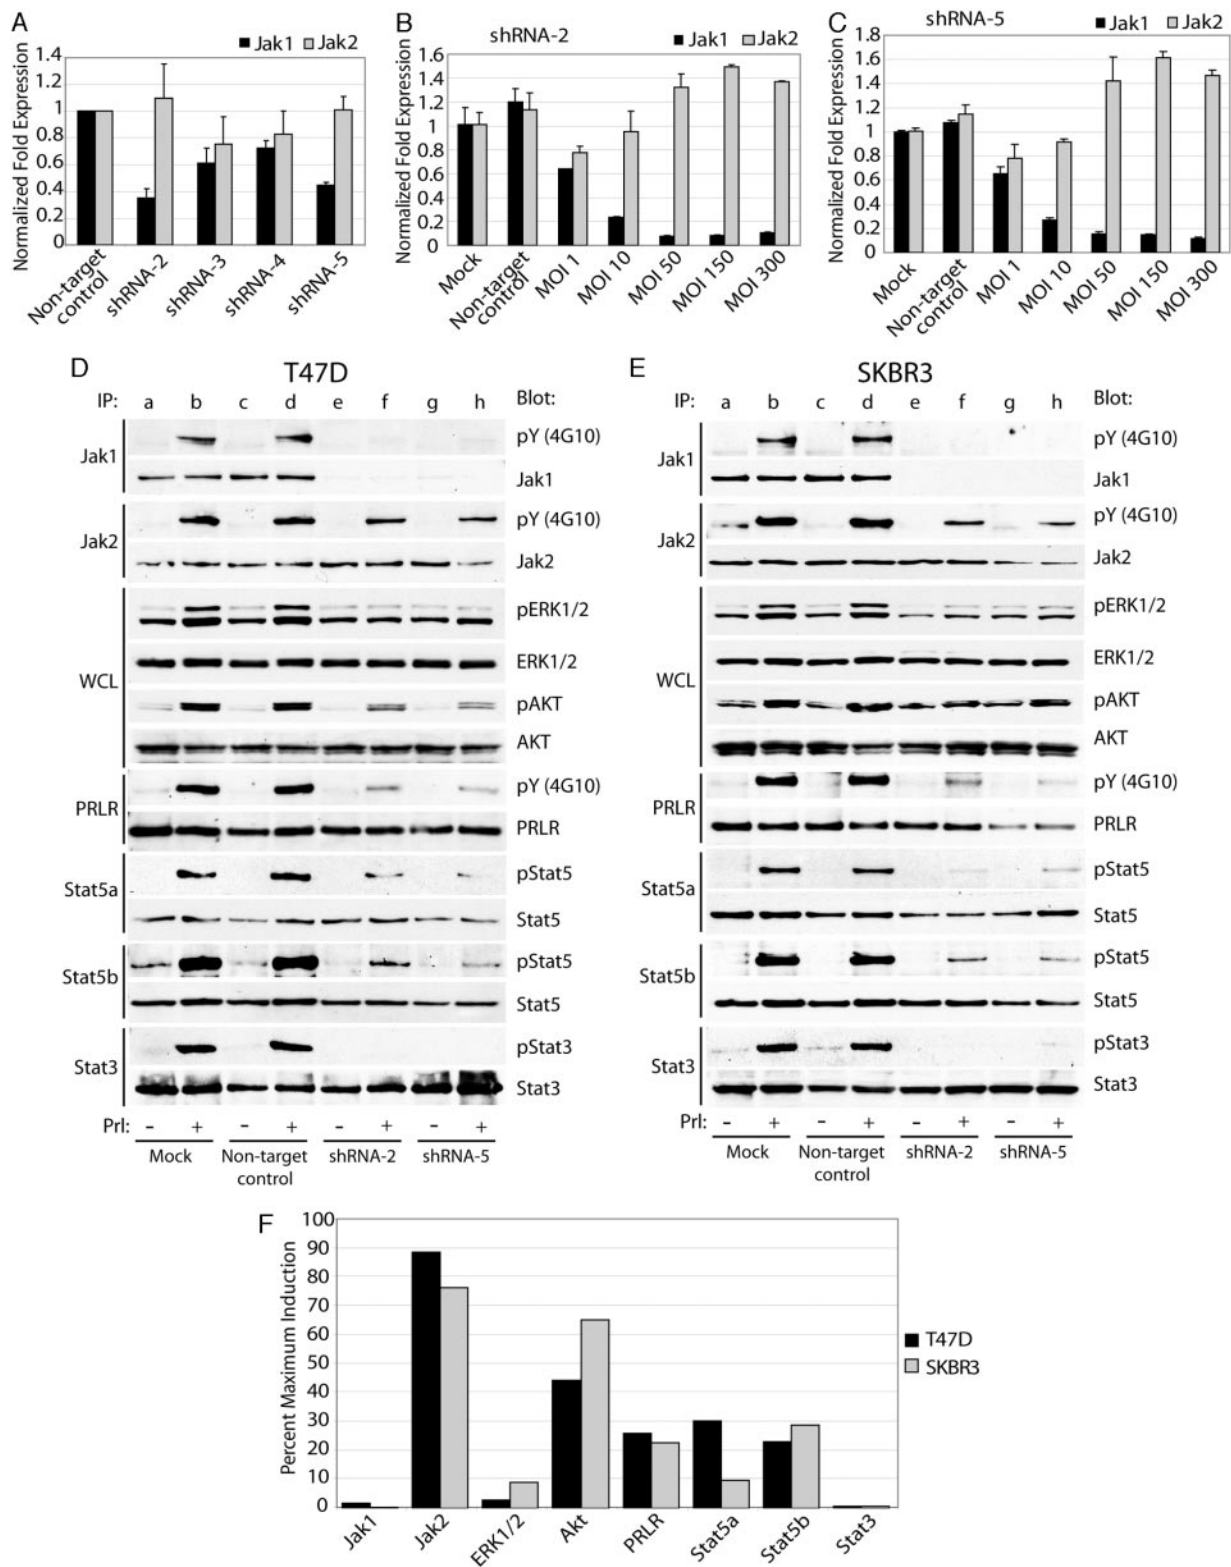 A
Jak1 Jak2
Normalized Fold Expression
1.4
1.2
1
0.8
0.6
0.4
0.2
0
Non-target control
shRNA-2
shRNA-3
shRNA-4
shRNA-5
B
shRNA-2
Jak1 Jak2
Normalized Fold Expression
1.6
1.4
1.2
1
0.8
0.6
0.4
0.2
0
Mock
Non-target control
MOI 1
MOI 10
MOI 50
MOI 150
MOI 300
C
shRNA-5
Jak1 Jak2
Normalized Fold Expression
1.8
1.6
1.4
1.2
1
0.8
0.6
0.4
0.2
0
Mock
Non-target control
MOI 1
MOI 10
MOI 50
MOI 150
MOI 300
D T47D
IP: a b c d e f g h Blot:
Jak1
pY (4G10)
Jak1
Jak2
pY (4G10)
Jak2
WCL
pERK1/2
ERK1/2
pAKT
AKT
PRLR
pY (4G10)
PRLR
Stat5a
pStat5
Stat5
Stat5b
pStat5
Stat5
Stat3
pStat3
Stat3
Prl: - + - + - + - +
Mock Non-target control shRNA-2 shRNA-5
E SKBR3
IP: a b c d e f g h Blot:
Jak1
pY (4G10)
Jak1
Jak2
pY (4G10)
Jak2
WCL
pERK1/2
ERK1/2
pAKT
AKT
PRLR
pY (4G10)
PRLR
Stat5a
pStat5
Stat5
Stat5b
pStat5
Stat5
Stat3
pStat3
Stat3
Prl: - + - + - + - +
Mock Non-target control shRNA-2 shRNA-5
F
Percent Maximum Induction
100
90
80
70
60
50
40
30
20
10
0
Jak1
Jak2
ERK1/2
Akt
PRLR
Stat5a
Stat5b
Stat3
T47D
SKBR3